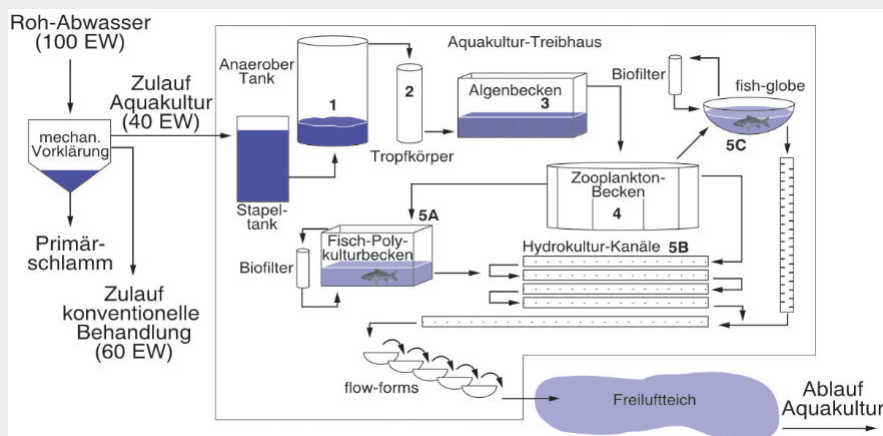 Roh-Abwasser
(100 EW)
Zulauf
Aquakultur
(40 EW)
mechan.
Vorklärung
Primär-
schlamm
Zulauf
konventionelle
Behandlung
(60 EW)
Anaerober
Tank
1
Stapel-
tank
2
Tropfkörper
Aquakultur-Treibhaus
Algenbecken
3
Biofilter
fish-globe
5C
Zooplankton-
Becken
4
5A
Fisch-Poly-
kulturbecken
Biofilter
Hydrokultur-Kanäle 5B
flow-forms
Freiluftteich
Ablauf
Aquakultur